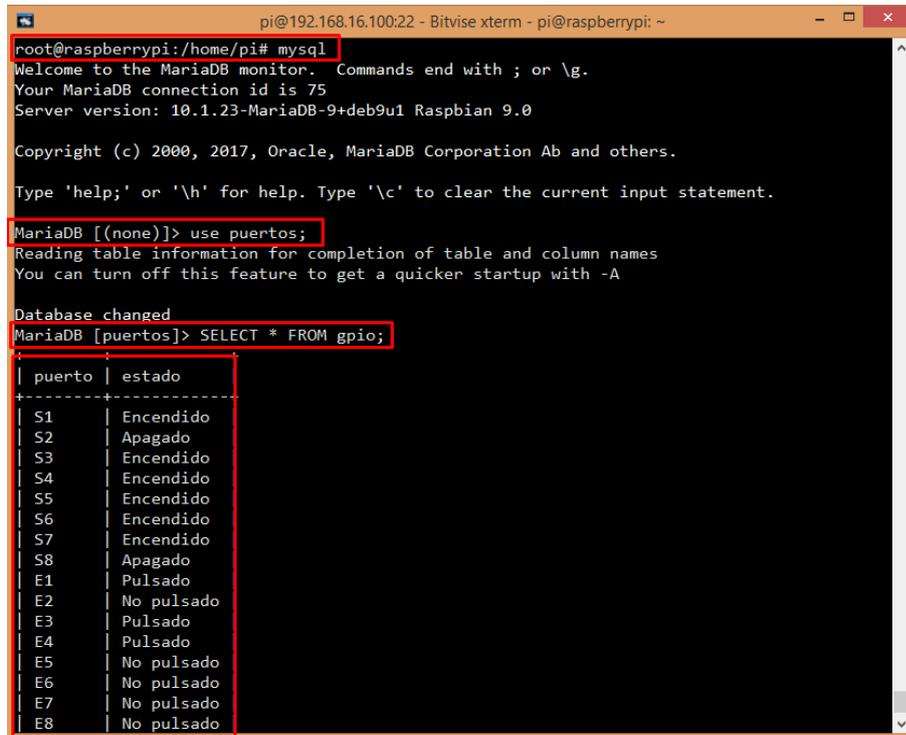 pi@192.168.16.100:22 - Bitvise xterm - pi@raspberrypi: ~
root@raspberrypi:/home/pi# mysql
Welcome to the MariaDB monitor.  Commands end with ; or \g.
Your MariaDB connection id is 75
Server version: 10.1.23-MariaDB-9+deb9u1 Raspbian 9.0
Copyright (c) 2000, 2017, Oracle, MariaDB Corporation Ab and others.
Type 'help;' or '\h' for help. Type '\c' to clear the current input statement.
MariaDB [(none)]> use puertos;
Reading table information for completion of table and column names
You can turn off this feature to get a quicker startup with -A
Database changed
MariaDB [puertos]> SELECT * FROM gpio;
+--------+-------------+
| puerto | estado      |
+--------+-------------+
| S1     | Encendido   |
| S2     | Apagado     |
| S3     | Encendido   |
| S4     | Encendido   |
| S5     | Encendido   |
| S6     | Encendido   |
| S7     | Encendido   |
| S8     | Apagado     |
| E1     | Pulsado     |
| E2     | No pulsado  |
| E3     | Pulsado     |
| E4     | Pulsado     |
| E5     | No pulsado  |
| E6     | No pulsado  |
| E7     | No pulsado  |
| E8     | No pulsado  |